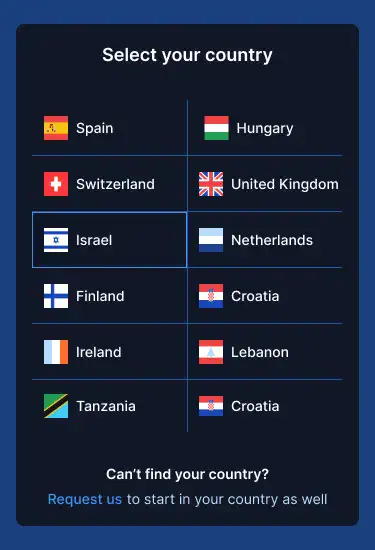 Select your country
Spain
Hungary
Switzerland
United Kingdom
Israel
Netherlands
Finland
Croatia
Ireland
Lebanon
Tanzania
Croatia
Can't find your country?
Request us to start in your country as well